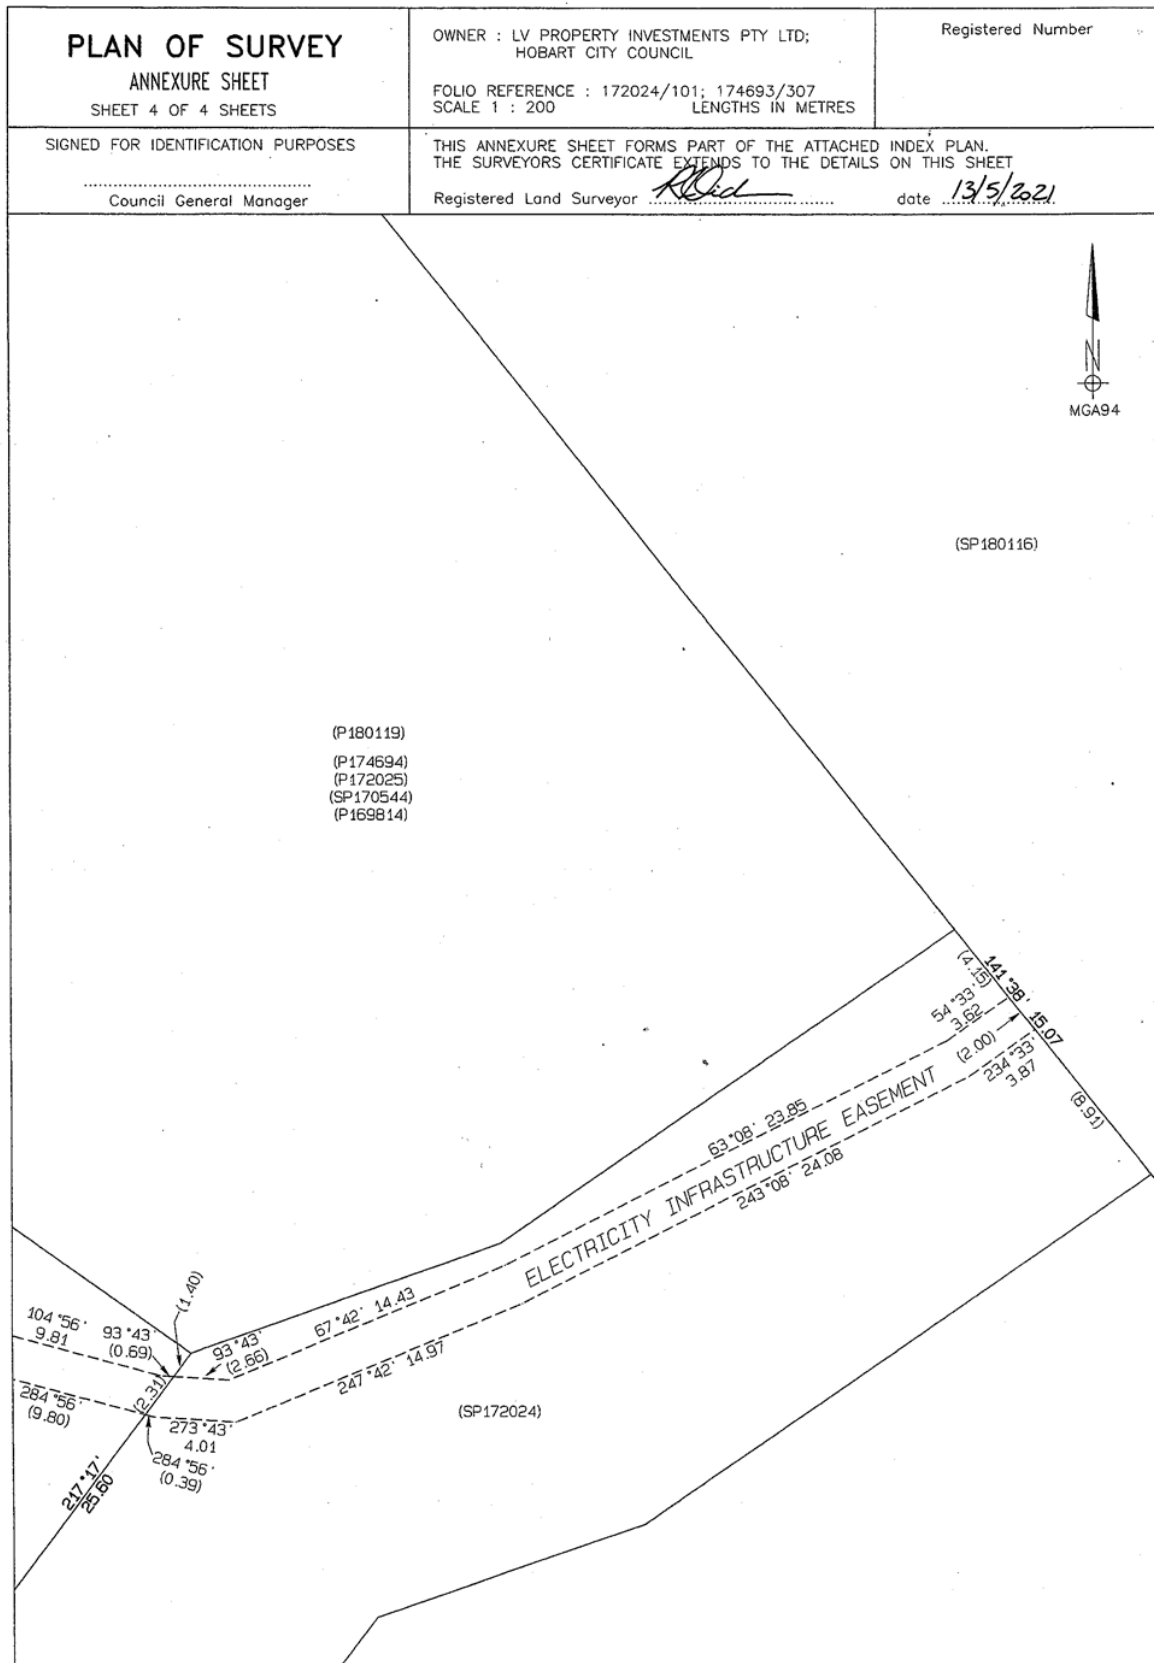 PLAN OF SURVEY
ANNEXURE SHEET
SHEET 4 OF 4 SHEETS
OWNER : LV PROPERTY INVESTMENTS PTY LTD;
HOBART CITY COUNCIL
FOLIO REFERENCE : 172024/101; 174693/307
SCALE 1 : 200 LENGTHS IN METRES
Registered Number
SIGNED FOR IDENTIFICATION PURPOSES
Council General Manager
THIS ANNEXURE SHEET FORMS PART OF THE ATTACHED INDEX PLAN.
THE SURVEYORS CERTIFICATE EXTENDS TO THE DETAILS ON THIS SHEET
Registered Land Surveyor
date 13/5/2021
N
MGA94
(SP180116)
(P180119)
(P174694)
(P172025)
(SP170544)
(P169814)
(4.15)
141°38' 15.07
54°33'
3.62
(2.00)
234°33'
3.87
(8.91)
63°08' 23.85
ELECTRICITY INFRASTRUCTURE EASEMENT
243°08' 24.08
(1.40)
104°56'
9.81
93°43'
(0.69)
93°43'
(2.66)
67°42' 14.43
247°42' 14.97
(2.31)
284°56'
(9.80)
273°43'
4.01
284°56'
(0.39)
(SP172024)
217°17'
25.60